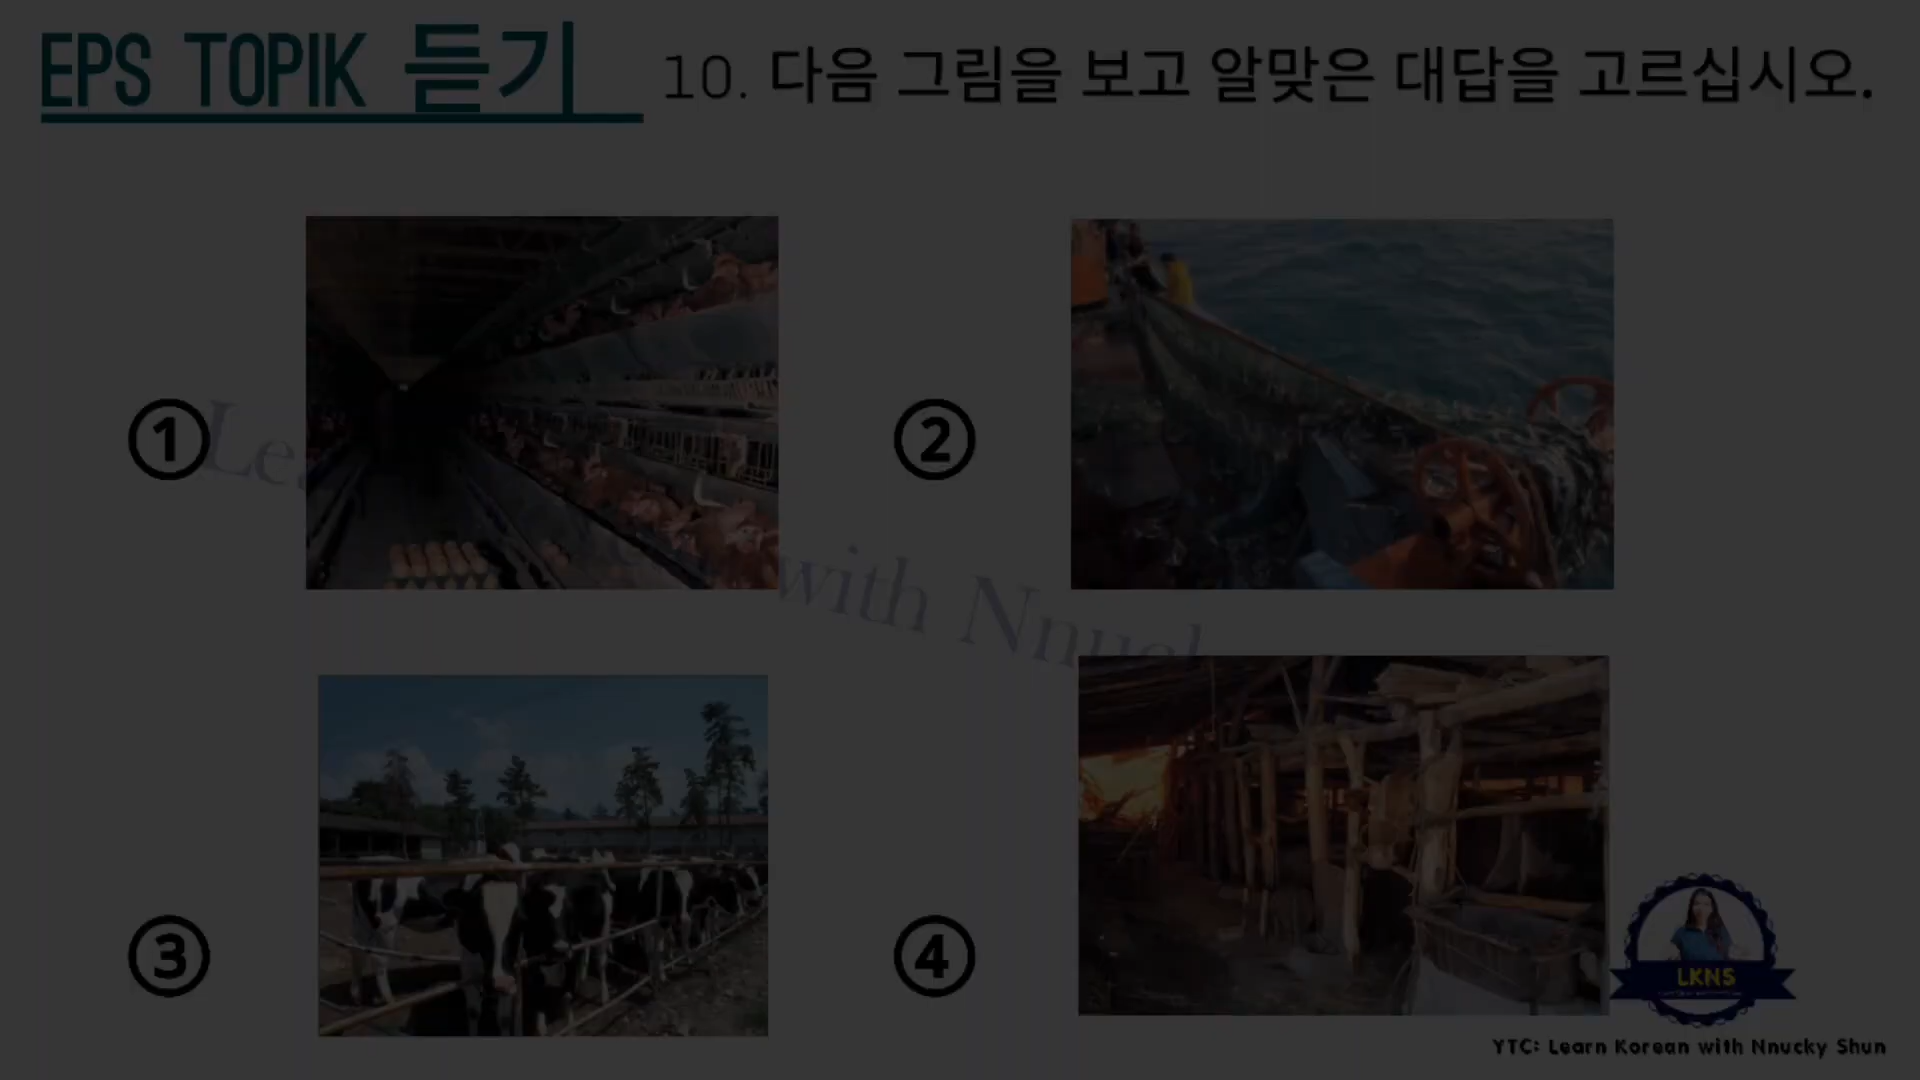 EPS TOPIK 듣기
10. 다음 그림을 보고 알맞은 대답을 고르십시오.
①
②
with
③
④
LKNS
YTC: Learn Korean with Nnucky Shun